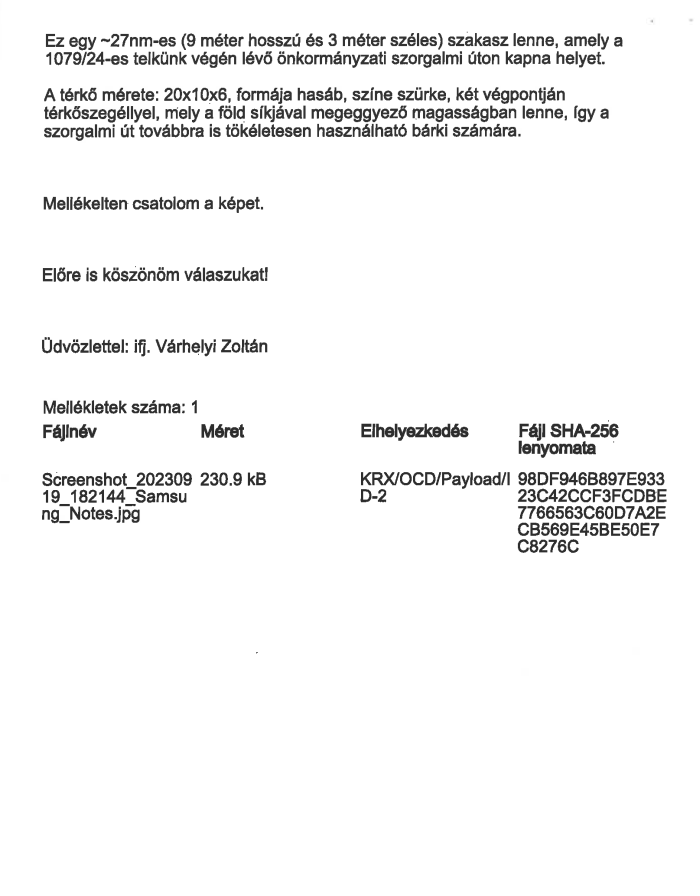 Ez egy ~27nm-es (9 méter hosszú és 3 méter széles) szakasz lenne, amely a
1079/24-es telkünk végén lévő önkormányzati szorgalmi úton kapna helyet.
A térkő mérete: 20x10x6, formája hasáb, színe szürke, két végpontján
térkőszegéllyel, mely a föld síkjával megeggyező magasságban lenne, így a
szorgalmi út továbbra is tökéletesen használható bárki számára.
Mellékelten csatolom a képet.
Előre is köszönöm válaszukat!
Üdvözlettel: ifj. Várhelyi Zoltán
Mellékletek száma: 1
Fájlnév Méret Elhelyezkedés Fájl SHA-256
lenyomata
Screenshot_202309 230.9 kB KRX/OCD/Payload/I 98DF946B897E933
19_182144_Samsu D-2 23C42CCF3FCDBE
ng_Notes.jpg 7766563C60D7A2E
CB569E45BE50E7
C8276C